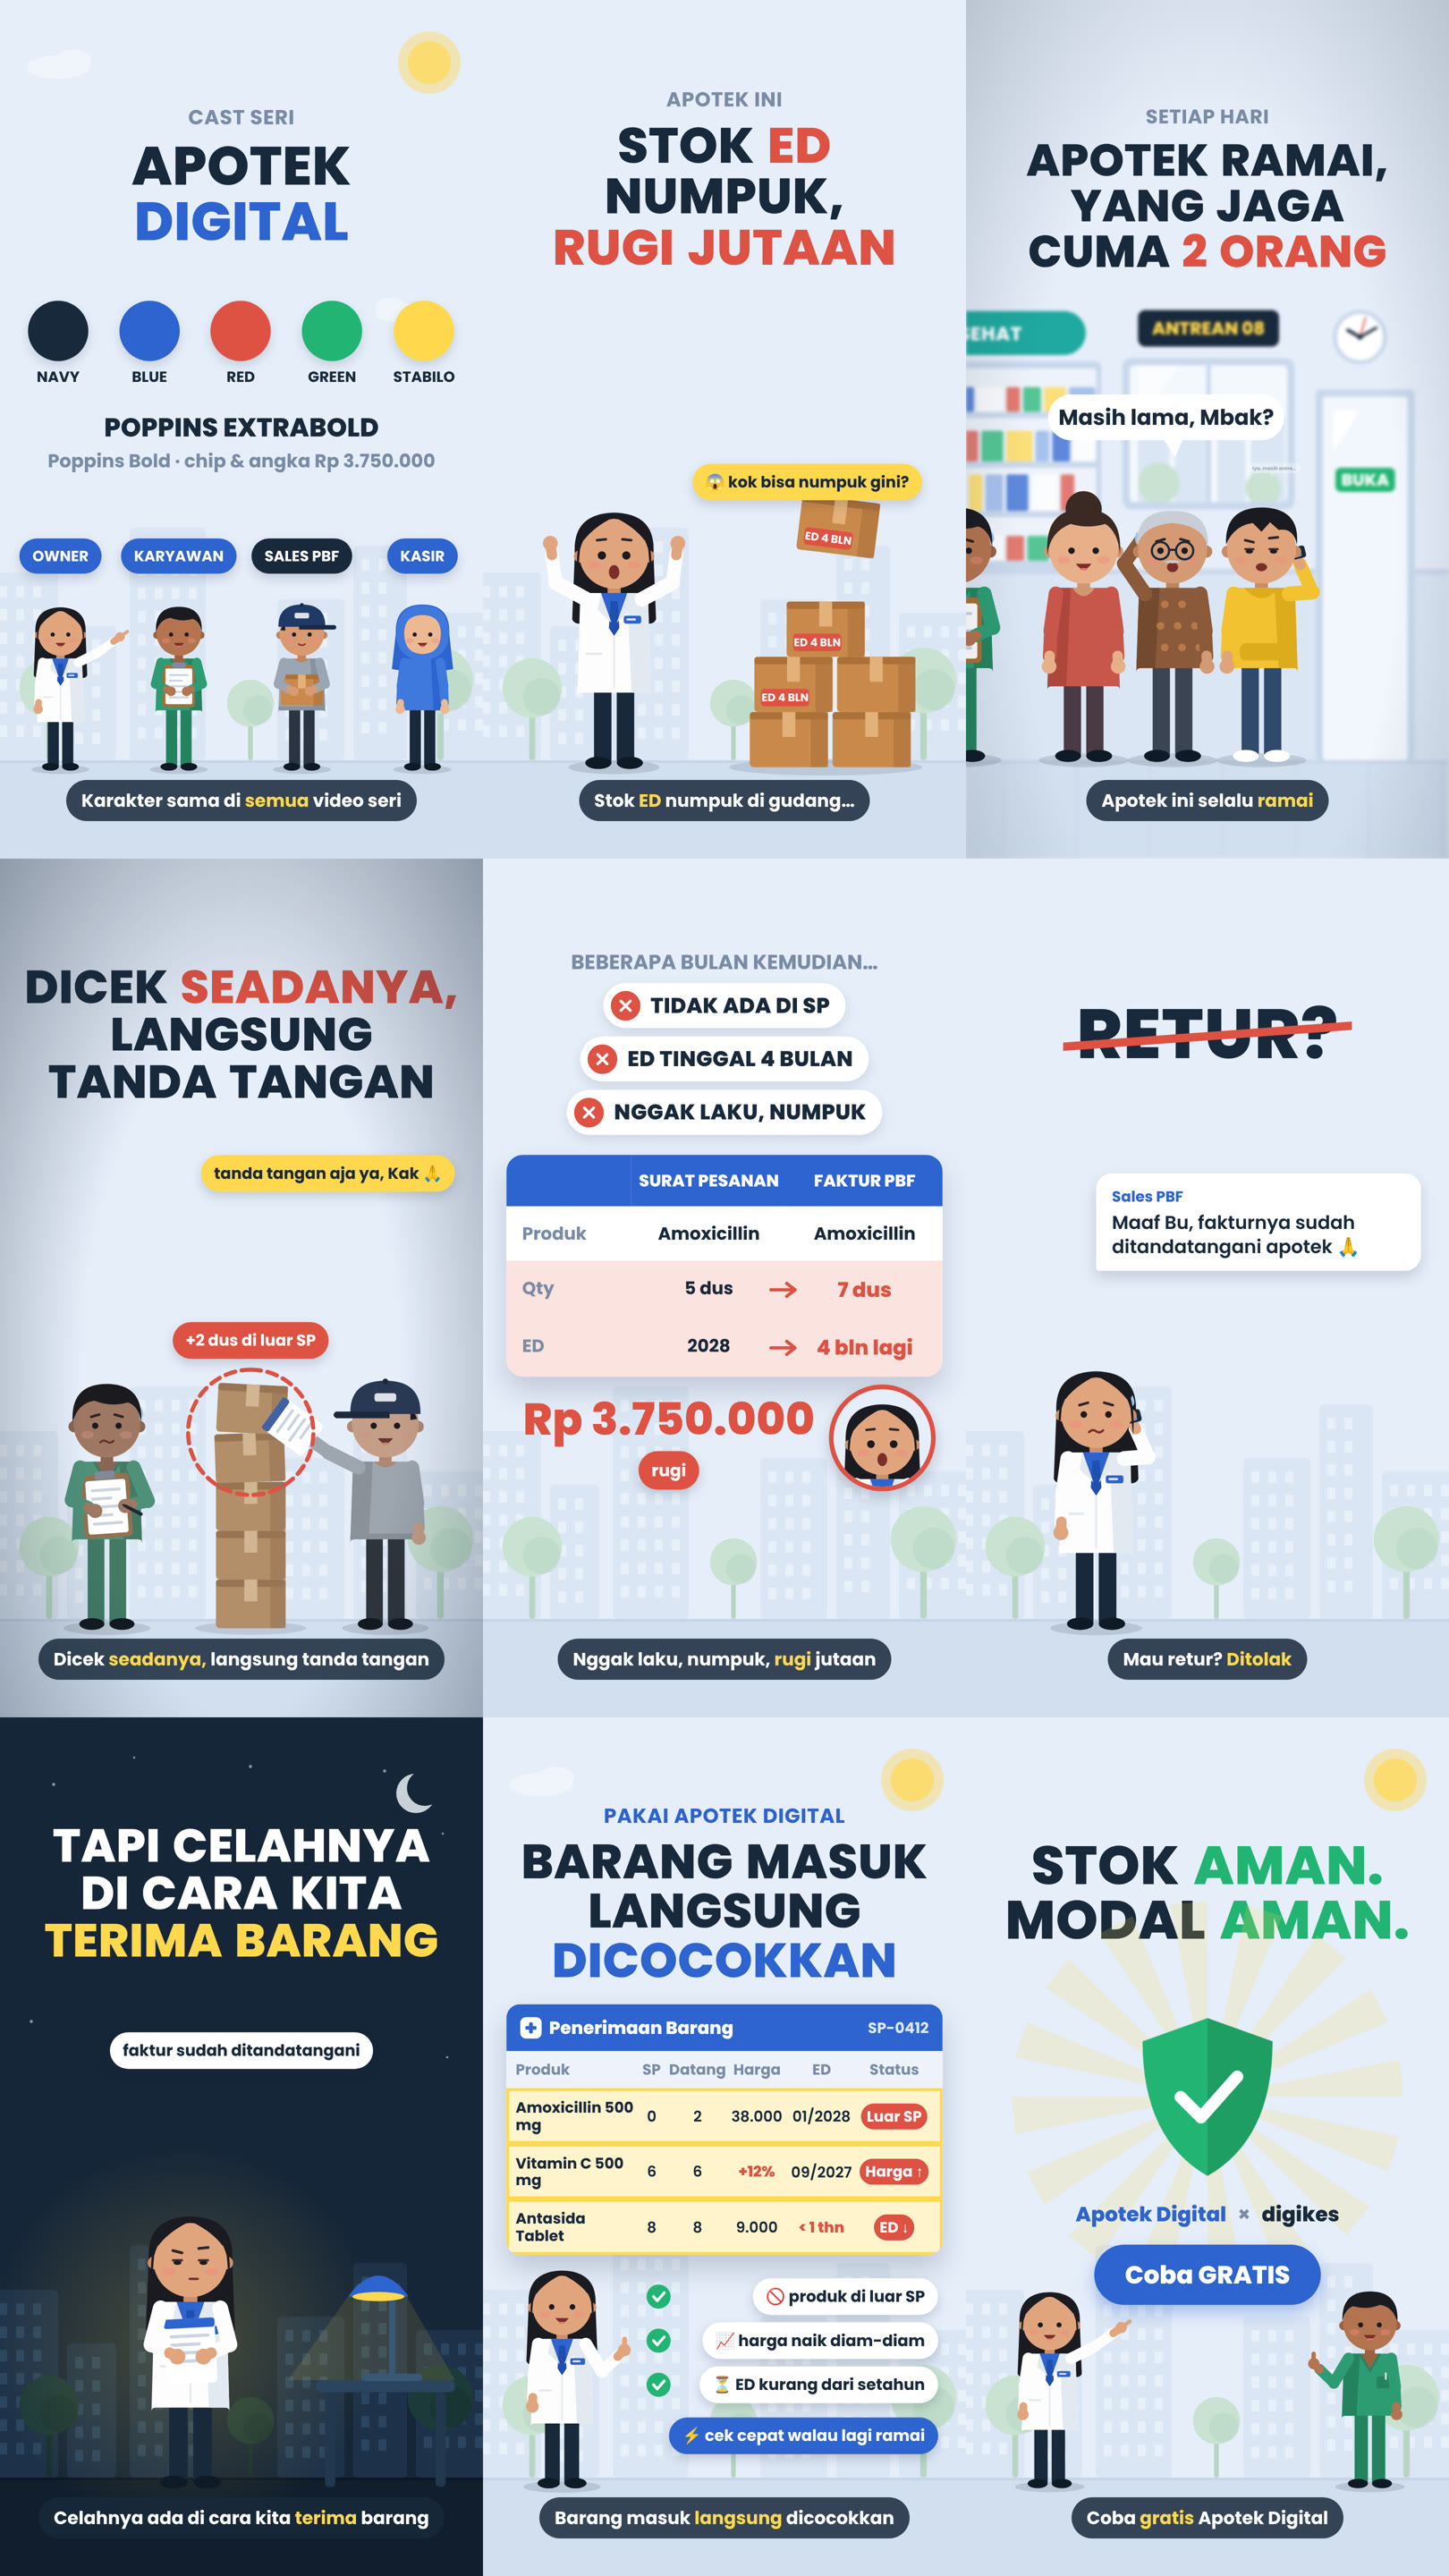 CAST SERI
APOTEK
DIGITAL
NAVY
BLUE
RED
GREEN
STABILO
POPPINS EXTRABOLD
Poppins Bold · chip & angka Rp 3.750.000
OWNER
KARYAWAN
SALES PBF
KASIR
Karakter sama di semua video seri
APOTEK INI
STOK ED
NUMPUK,
RUGI JUTAAN
😱 kok bisa numpuk gini?
ED 4 BLN
ED 4 BLN
ED 4 BLN
Stok ED numpuk di gudang...
SETIAP HARI
APOTEK RAMAI,
YANG JAGA
CUMA 2 ORANG
SEHAT
ANTREAN 08
Masih lama, Mbak?
BUKA
Apotek ini selalu ramai
DICEK SEADANYA,
LANGSUNG
TANDA TANGAN
tanda tangan aja ya, Kak 🙏
+2 dus di luar SP
Dicek seadanya, langsung tanda tangan
BEBERAPA BULAN KEMUDIAN...
TIDAK ADA DI SP
ED TINGGAL 4 BULAN
NGGAK LAKU, NUMPUK
SURAT PESANAN
FAKTUR PBF
Produk
Amoxicillin
Amoxicillin
Qty
5 dus
→
7 dus
ED
2028
→
4 bln lagi
Rp 3.750.000
rugi
Nggak laku, numpuk, rugi jutaan
RETUR?
Sales PBF
Maaf Bu, fakturnya sudah
ditandatangani apotek 🙏
Mau retur? Ditolak
TAPI CELAHNYA
DI CARA KITA
TERIMA BARANG
faktur sudah ditandatangani
Celahnya ada di cara kita terima barang
PAKAI APOTEK DIGITAL
BARANG MASUK
LANGSUNG
DICOCOKKAN
Penerimaan Barang
SP-0412
Produk SP Datang Harga ED Status
Amoxicillin 500
mg
0 2 38.000 01/2028 Luar SP
Vitamin C 500
mg
6 6 +12% 09/2027 Harga ↑
Antasida
Tablet
8 8 9.000 < 1 thn ED ↓
🚫 produk di luar SP
📈 harga naik diam-diam
⏳ ED kurang dari setahun
⚡ cek cepat walau lagi ramai
Barang masuk langsung dicocokkan
STOK AMAN.
MODAL AMAN.
Apotek Digital × digikes
Coba GRATIS
Coba gratis Apotek Digital